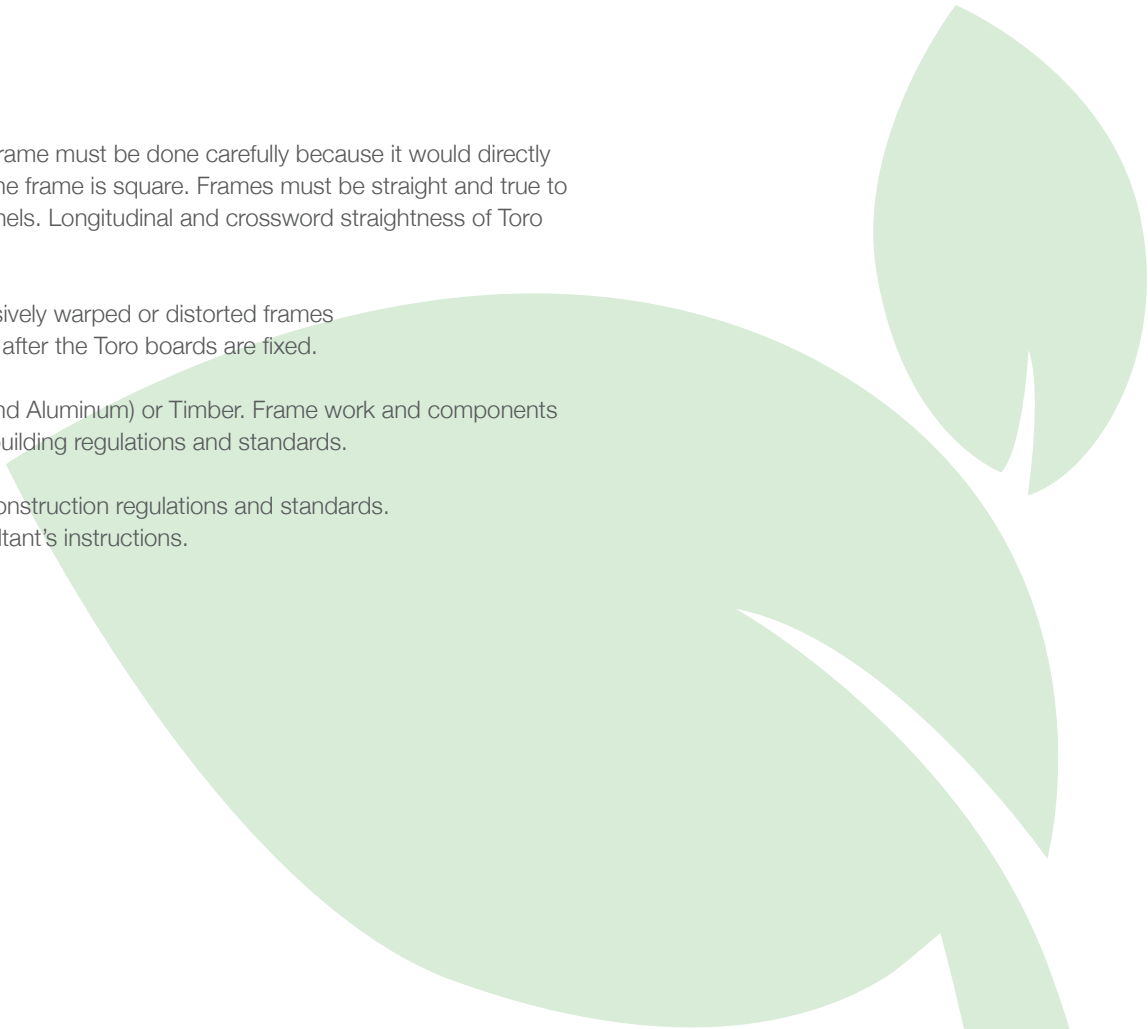 rame must be done carefully because it would directly
ne frame is square. Frames must be straight and true to
nels. Longitudinal and crossword straightness of Toro
sively warped or distorted frames
after the Toro boards are fixed.
nd Aluminum) or Timber. Frame work and components
uilding regulations and standards.
onstruction regulations and standards.
ltant’s instructions.